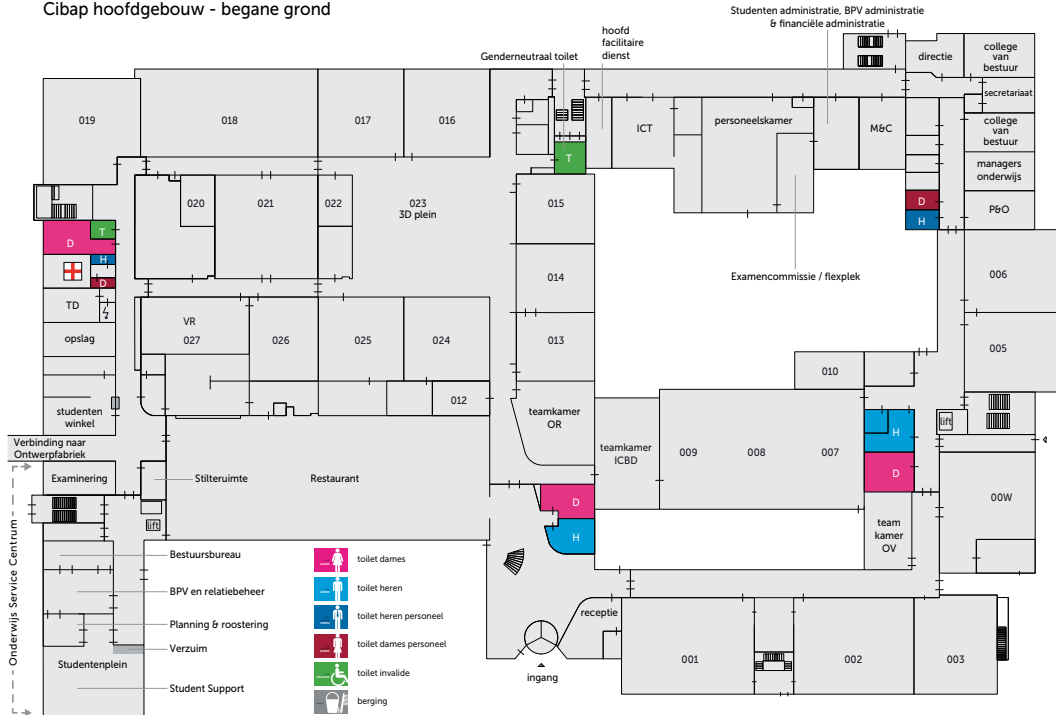 Cibap hoofdgebouw - begane grond
Studenten administratie, BPV administratie
& financiële administratie
hoofd
facilitaire
dienst
Genderneutraal toilet
directie
college
van
bestuur
secretariaat
019
018
017
016
ICT
personeelskamer
M&C
college
van
bestuur
T
managers
onderwijs
020
021
022
023
3D plein
015
D
H
P&O
D
T
H
D
014
Examencommissie / flexplek
006
TD
VR
027
026
025
024
013
005
opslag
010
012
studenten
winkel
teamkamer
OR
lift
H
Verbinding naar
Ontwerpfabriek
teamkamer
ICBD
009
008
007
D
Examinering
Stilteruimte
Restaurant
00W
D
H
lift
team
kamer
OV
Onderwijs Service Centrum
Bestuursbureau
BPV en relatiebeheer
Planning & roostering
Verzuim
Studentenplein
Student Support
toilet dames
toilet heren
toilet heren personeel
toilet dames personeel
toilet invalide
berging
receptie
ingang
001
002
003